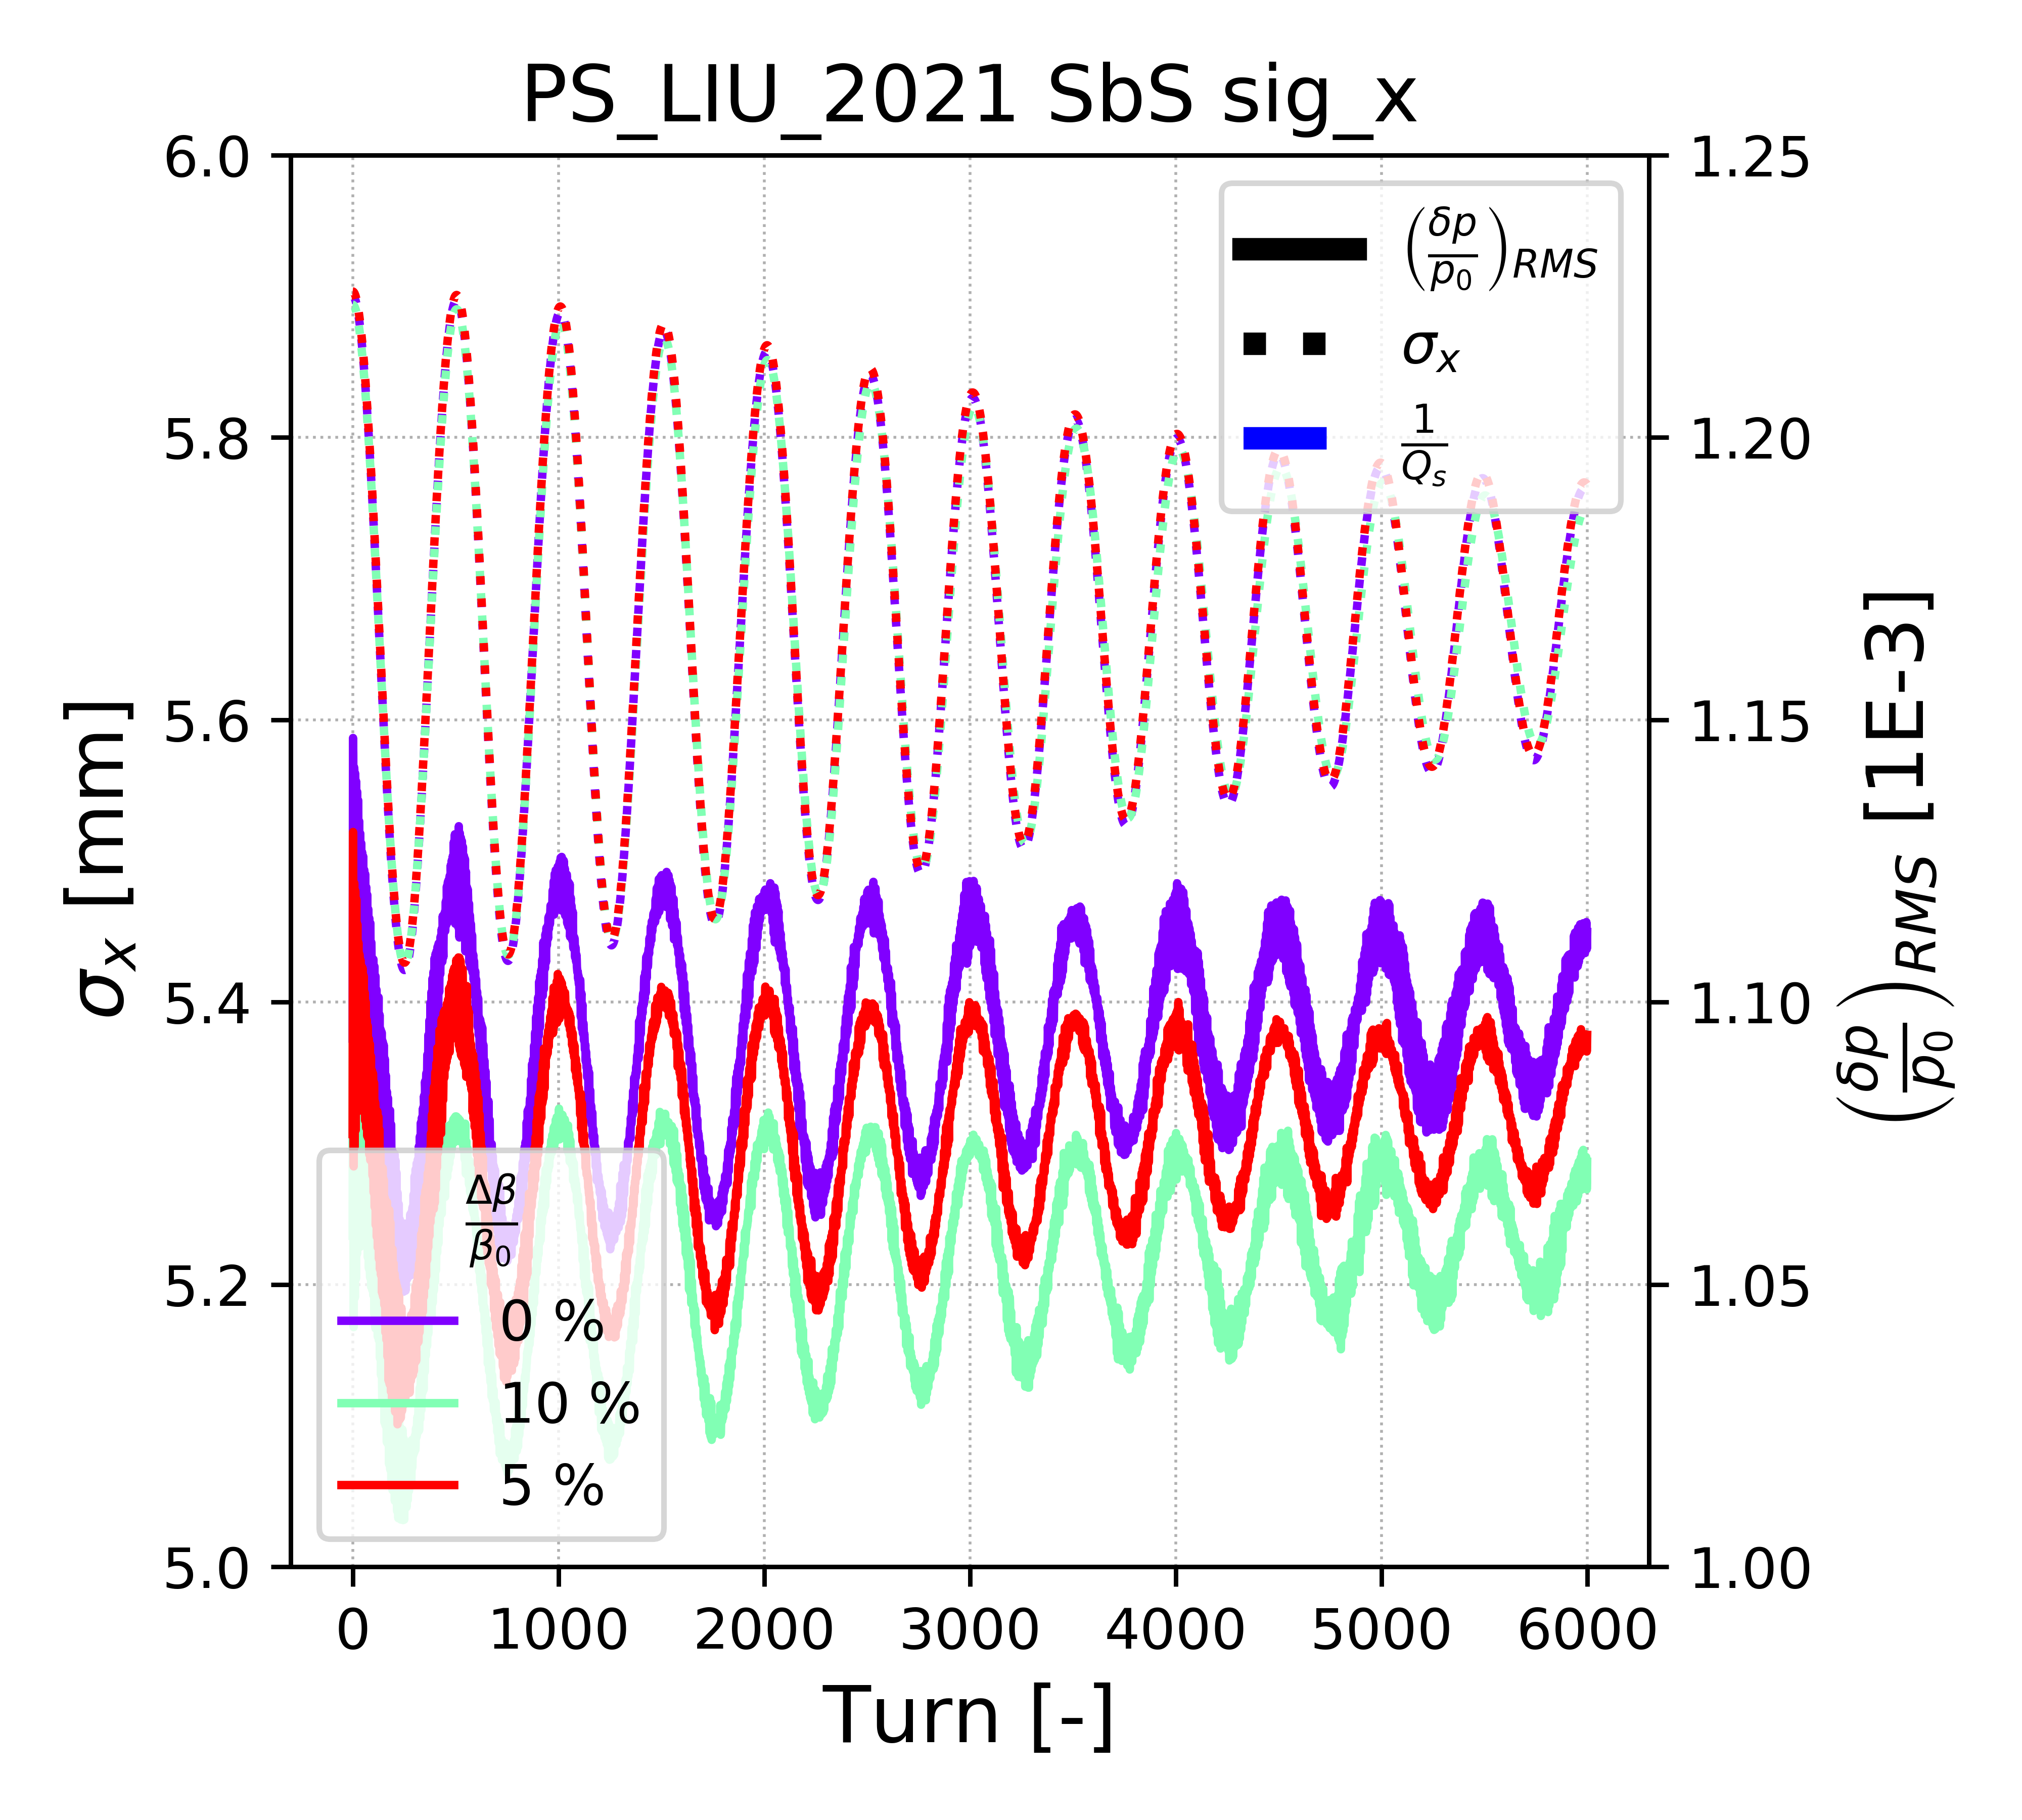 PS_LIU_2021 SbS sig_x
6.0
5.8
5.6
5.4
5.2
5.0
σx [mm]
1.25
1.20
1.15
1.10
1.05
1.00
(δp/p0)RMS [1E-3]
(δp/p0)RMS
σx
1/Qs
Δβ/β0
0 %
10 %
5 %
0 1000 2000 3000 4000 5000 6000
Turn [-]